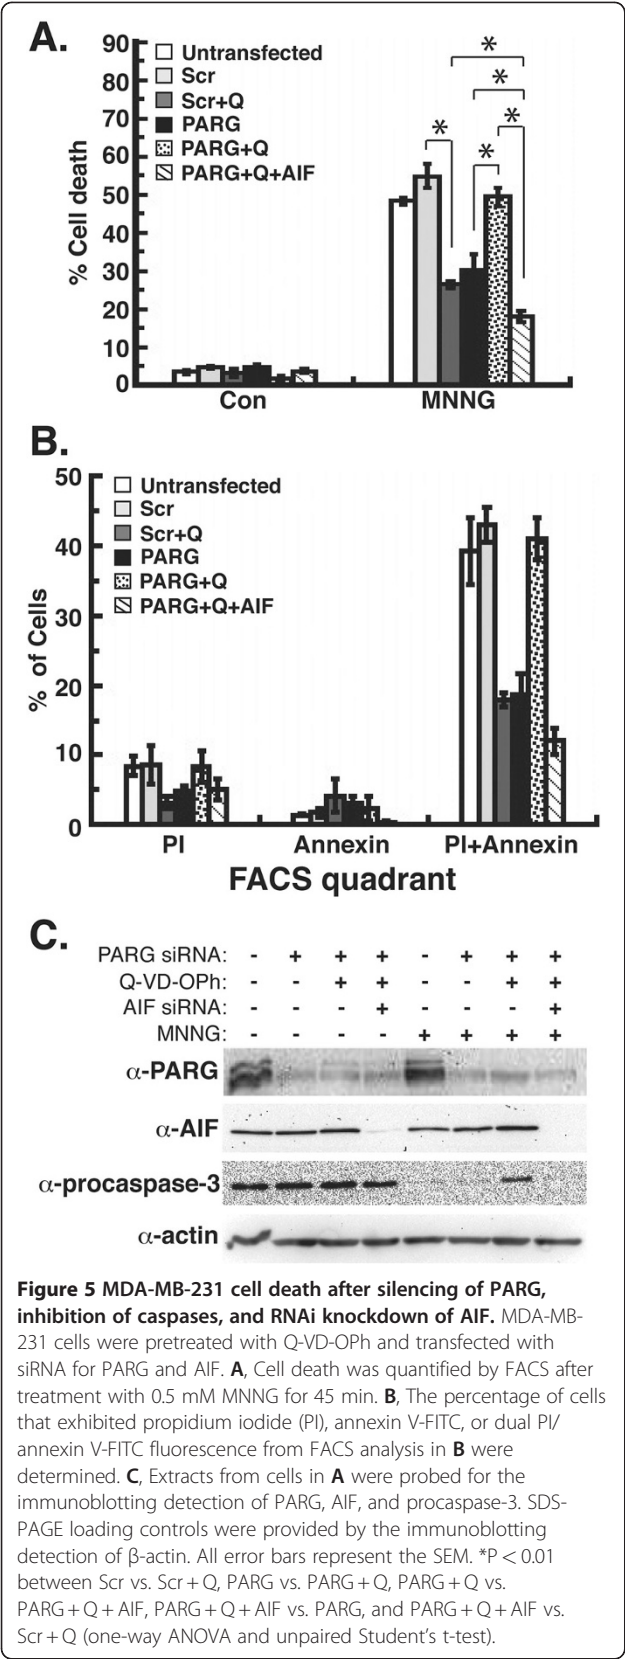 A.
90
80
70
60
50
40
30
20
10
0
% Cell death
Untransfected
Scr
Scr+Q
PARG
PARG+Q
PARG+Q+AIF
* * * * *
Con MNNG
B.
50
40
30
20
10
0
% of Cells
Untransfected
Scr
Scr+Q
PARG
PARG+Q
PARG+Q+AIF
PI Annexin PI+Annexin
FACS quadrant
C.
PARG siRNA: - + + + - + + +
Q-VD-OPh: - - + + - - + +
AIF siRNA: - - - + - - - +
MNNG: - - - - + + + +
α-PARG
α-AIF
α-procaspase-3
α-actin
Figure 5 MDA-MB-231 cell death after silencing of PARG,
inhibition of caspases, and RNAi knockdown of AIF. MDA-MB-
231 cells were pretreated with Q-VD-OPh and transfected with
siRNA for PARG and AIF. A, Cell death was quantified by FACS after
treatment with 0.5 mM MNNG for 45 min. B, The percentage of cells
that exhibited propidium iodide (PI), annexin V-FITC, or dual PI/
annexin V-FITC fluorescence from FACS analysis in B were
determined. C, Extracts from cells in A were probed for the
immunoblotting detection of PARG, AIF, and procaspase-3. SDS-
PAGE loading controls were provided by the immunoblotting
detection of β-actin. All error bars represent the SEM. *P < 0.01
between Scr vs. Scr + Q, PARG vs. PARG + Q, PARG + Q vs.
PARG + Q + AIF, PARG + Q + AIF vs. PARG, and PARG + Q + AIF vs.
Scr + Q (one-way ANOVA and unpaired Student's t-test).